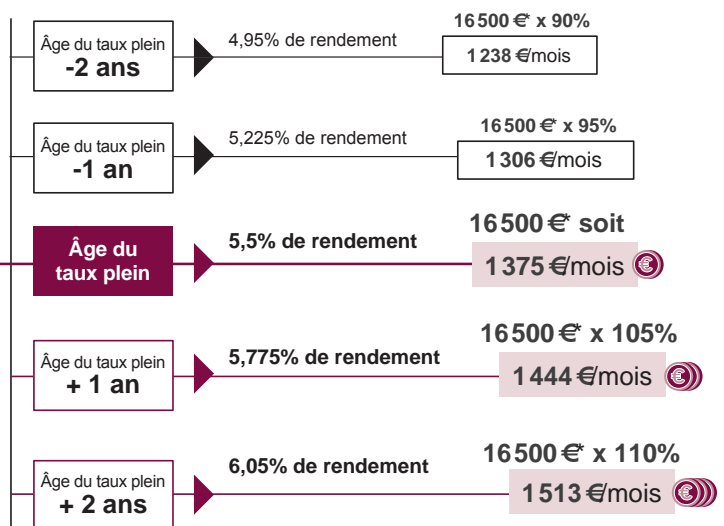 Âge du taux plein
-2 ans
4,95% de rendement
16 500 €* x 90%
1 238 €/mois
Âge du taux plein
-1 an
5,225% de rendement
16 500 €* x 95%
1 306 €/mois
Âge du
taux plein
5,5% de rendement
16 500 €* soit
1 375 €/mois
€
Âge du taux plein
+ 1 an
5,775% de rendement
16 500 €* x 105%
1 444 €/mois
€
Âge du taux plein
+ 2 ans
6,05% de rendement
16 500 €* x 110%
1 513 €/mois
€